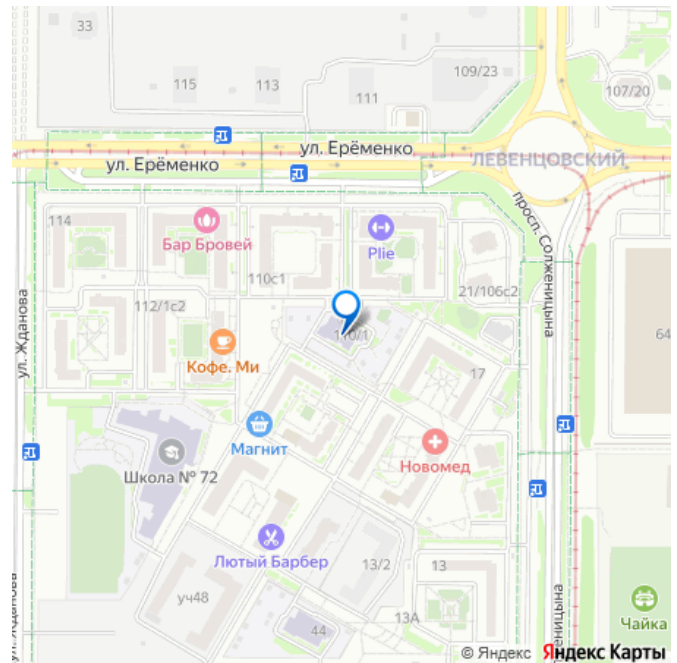 33
109/23
115
113
111
107/20
ул. Ерёменко
ул. Ерёменко
ЛЕВЕНЦОВСКИЙ
просп. Солженицына
114
Бар Бровей
Plie
110с1
21/106с2
112/1с2
110/1
64
ул. Жданова
Кофе. Ми
17
Магнит
Новомед
Школа № 72
Лютый Барбер
13/2
13
уч48
13А
44
Чайка
© Яндекс Яндекс Карты